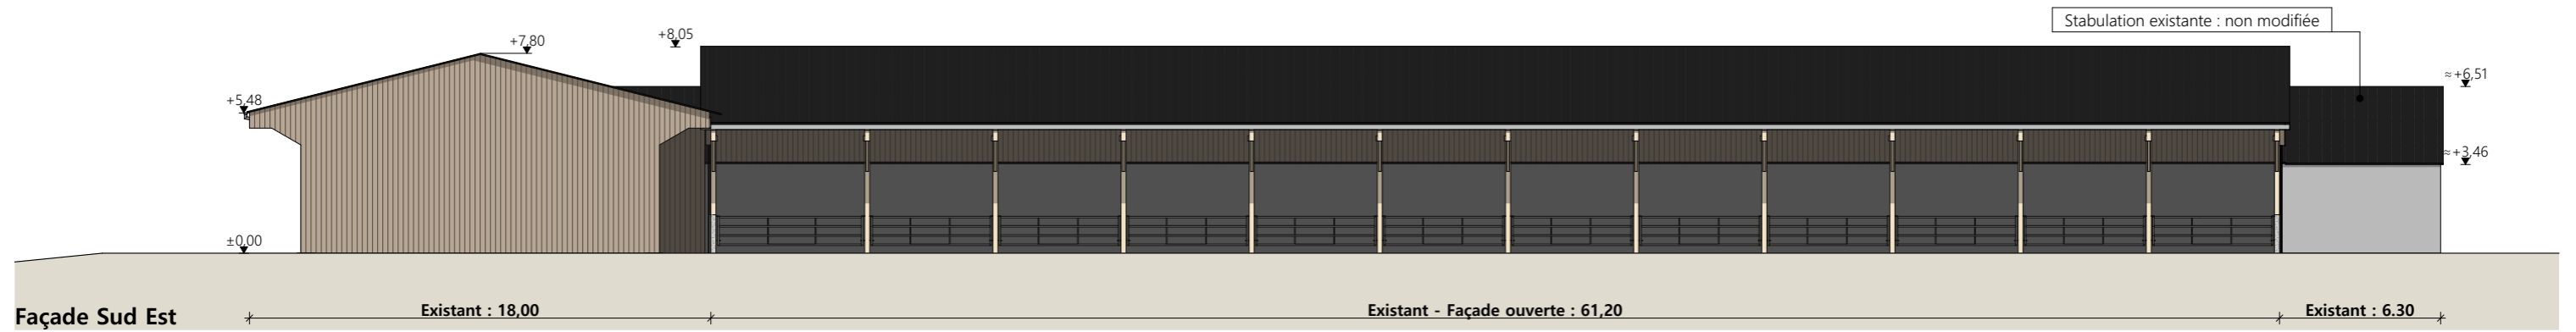 Stabulation existante : non modifiée
+7,80
+8,05
≈+6,51
+5,48
≈+3,46
±0,00
Façade Sud Est
Existant : 18,00
Existant - Façade ouverte : 61,20
Existant : 6.30